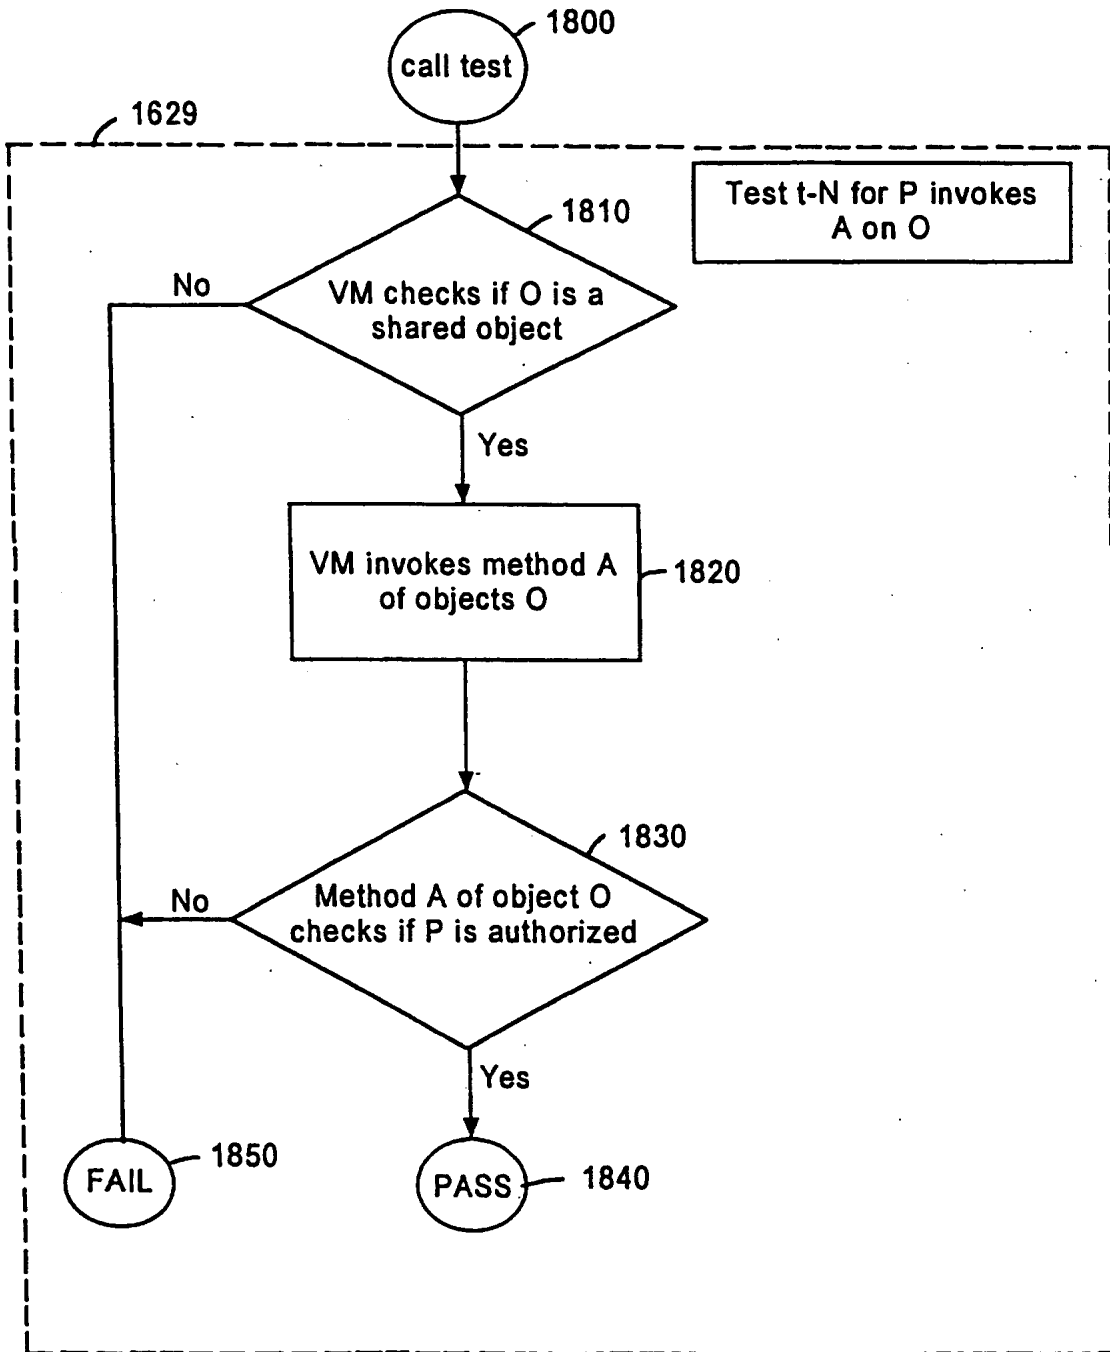 1800
call test
1629
Test t-N for P invokes
A on O
1810
No
VM checks if O is a
shared object
Yes
VM invokes method A
of objects O
1820
1830
No
Method A of object O
checks if P is authorized
Yes
FAIL
1850
PASS
1840